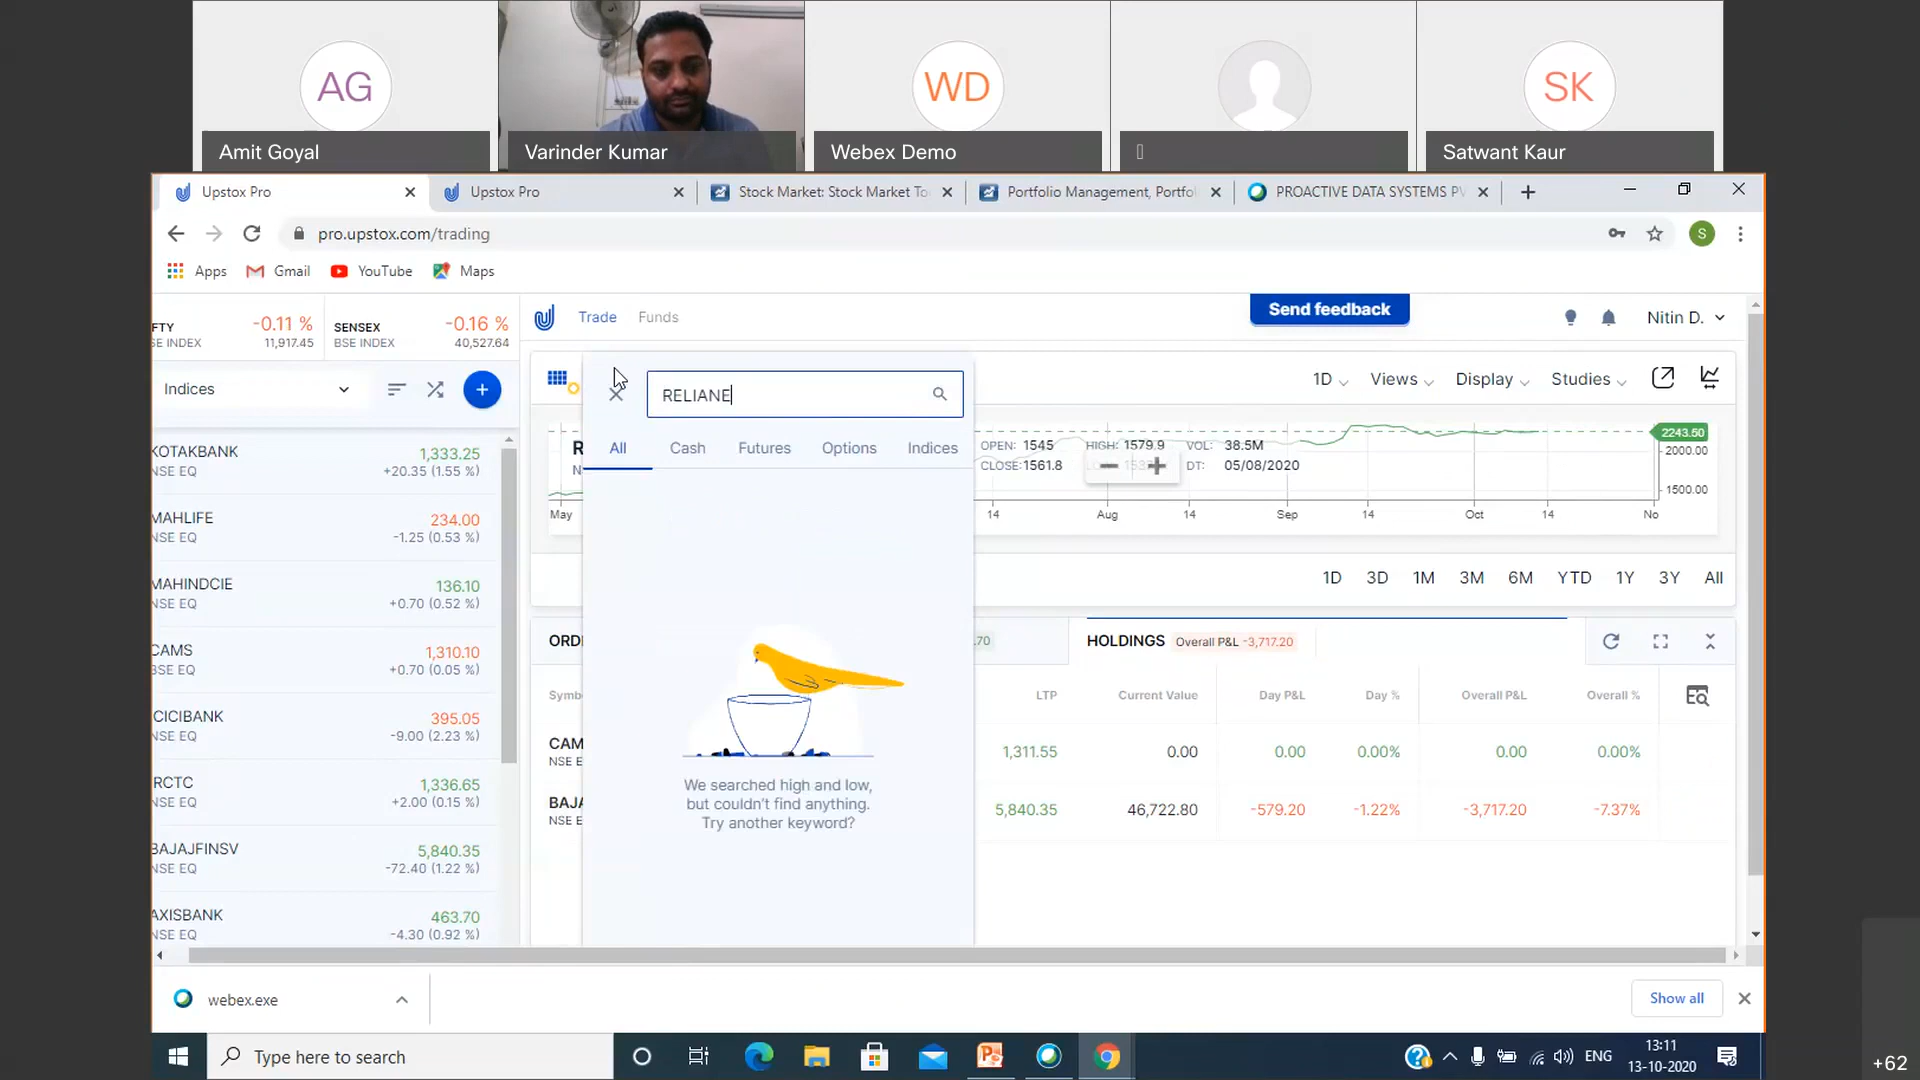 AG
WD
SK
Amit Goyal
Varinder Kumar
Webex Demo
Satwant Kaur
Upstox Pro
Upstox Pro
Stock Market: Stock Market To
Portfolio Management, Portfo
PROACTIVE DATA SYSTEMS PV
pro.upstox.com/trading
S
Apps
Gmail
YouTube
Maps
FTY
-0.11 %
SE INDEX
11,917.45
SENSEX
-0.16 %
BSE INDEX
40,527.64
Trade
Funds
Send feedback
Nitin D.
Indices
RELIANE
1D
Views
Display
Studies
All
Cash
Futures
Options
Indices
R
N
OPEN: 1545
HIGH: 1579.9
VOL: 38.5M
CLOSE:1561.8
DT: 05/08/2020
2243.50
2000.00
1500.00
May
14
Aug
14
Sep
14
Oct
14
No
1D
3D
1M
3M
6M
YTD
1Y
3Y
All
KOTAKBANK
1,333.25
NSE EQ
+20.35 (1.55 %)
MAHLIFE
234.00
NSE EQ
-1.25 (0.53 %)
MAHINDCIE
136.10
NSE EQ
+0.70 (0.52 %)
CAMS
1,310.10
BSE EQ
+0.70 (0.05 %)
CICIBANK
395.05
NSE EQ
-9.00 (2.23 %)
RCTC
1,336.65
NSE EQ
+2.00 (0.15 %)
BAJAJFINSV
5,840.35
NSE EQ
-72.40 (1.22 %)
AXISBANK
463.70
NSE EQ
-4.30 (0.92 %)
We searched high and low,
but couldn't find anything.
Try another keyword?
ORD
.70
HOLDINGS
Overall P&L -3,717.20
Symb
LTP
Current Value
Day P&L
Day %
Overall P&L
Overall %
CAM
NSE E
1,311.55
0.00
0.00
0.00%
0.00
0.00%
BAJA
NSE E
5,840.35
46,722.80
-579.20
-1.22%
-3,717.20
-7.37%
webex.exe
Show all
Type here to search
ENG
13:11
13-10-2020
+62